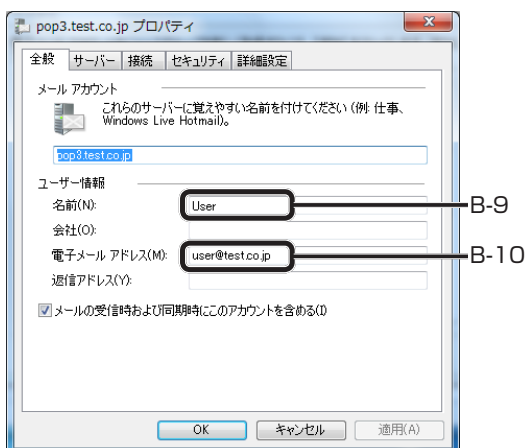 pop3.test.co.jp プロパティ
全般 サーバー 接続 セキュリティ 詳細設定
メール アカウント
これらのサーバーに覚えやすい名前を付けてください (例: 仕事、
Windows Live Hotmail)。
pop3.test.co.jp
ユーザー情報
名前(N): User B-9
会社(O):
電子メール アドレス(M): user@test.co.jp B-10
返信アドレス(Y):
メールの受信時および同期時にこのアカウントを含める(I)
OK キャンセル 適用(A)